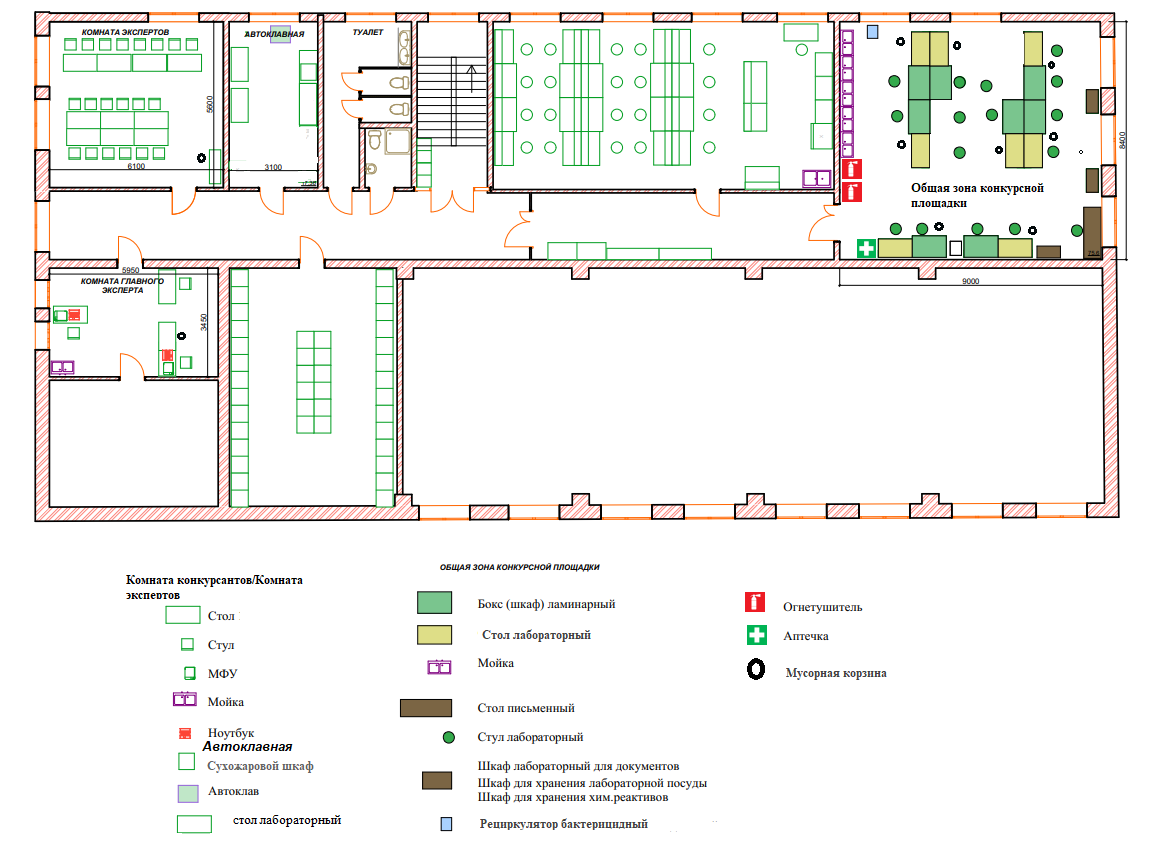 КОМНАТА ЭКСПЕРТОВ
АВТОКЛАВНАЯ
ТУАЛЕТ
5600
6100
3100
8400
Общая зона конкурсной
площадки
5950
КОМНАТА ГЛАВНОГО
ЭКСПЕРТА
3450
9000
Комната конкурсантов/Комната
экспертов
Стол
Стул
МФУ
Мойка
Ноутбук
Автоклавная
Сухожаровой шкаф
Автоклав
стол лабораторный
ОБЩАЯ ЗОНА КОНКУРСНОЙ ПЛОЩАДКИ
Бокс (шкаф) ламинарный
Стол лабораторный
Мойка
Стол письменный
Стул лабораторный
Шкаф лабораторный для документов
Шкаф для хранения лабораторной посуды
Шкаф для хранения хим.реактивов
Рециркулятор бактерицидный
Огнетушитель
Аптечка
Мусорная корзина